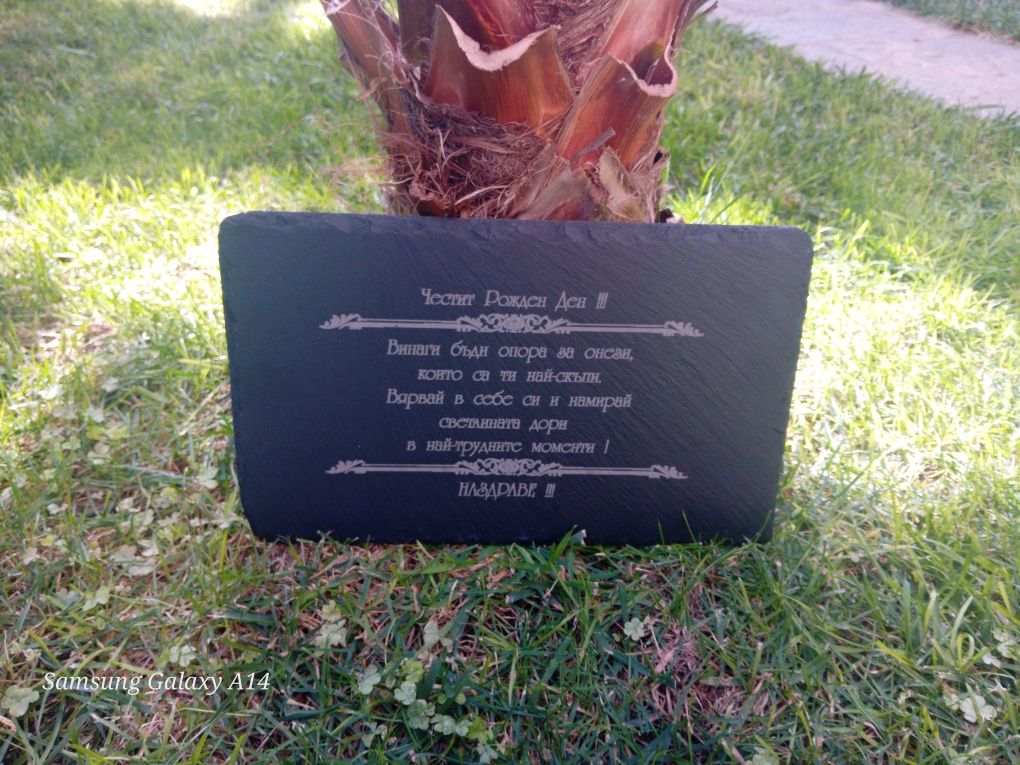 Честит Рожден Ден !!!
Винаги бъди опора за онези,
които са ти най-скъпи.
Вярвай в себе си и намирай
светлината дори
в най-трудните моменти !
НАЗДРАВЕ !!!
Samsung Galaxy A14